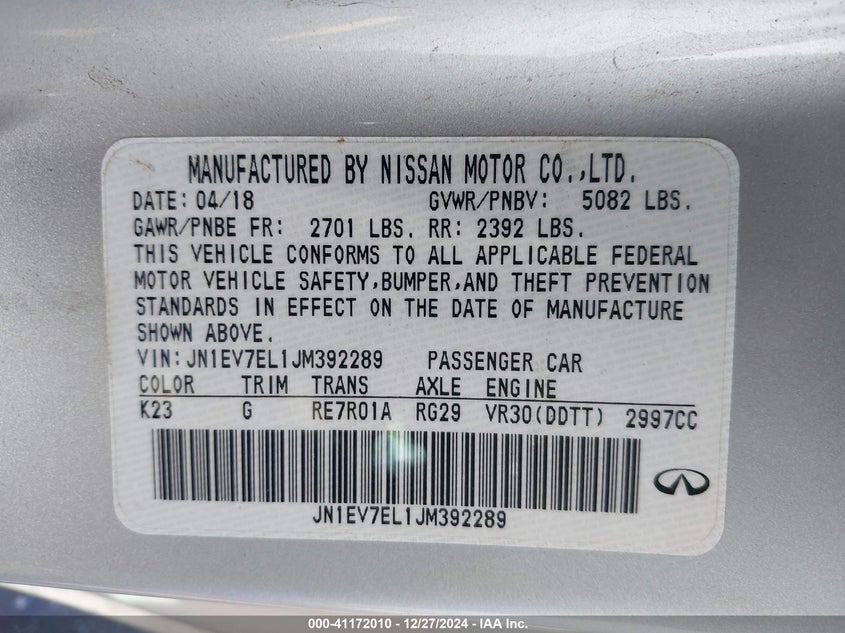 MANUFACTURED BY NISSAN MOTOR CO.,LTD.
DATE: 04/18 GVWR/PNBV: 5082 LBS.
GAWR/PNBE FR: 2701 LBS. RR: 2392 LBS.
THIS VEHICLE CONFORMS TO ALL APPLICABLE FEDERAL
MOTOR VEHICLE SAFETY,BUMPER,AND THEFT PREVENTION
STANDARDS IN EFFECT ON THE DATE OF MANUFACTURE
SHOWN ABOVE.
VIN:JN1EV7EL1JM392289 PASSENGER CAR
COLOR TRIM TRANS AXLE ENGINE
K23 G RE7R01A RG29 VR30(DDTT) 2997CC
JN1EV7EL1JM392289
000-41172010 - 12/27/2024 - IAA Inc.